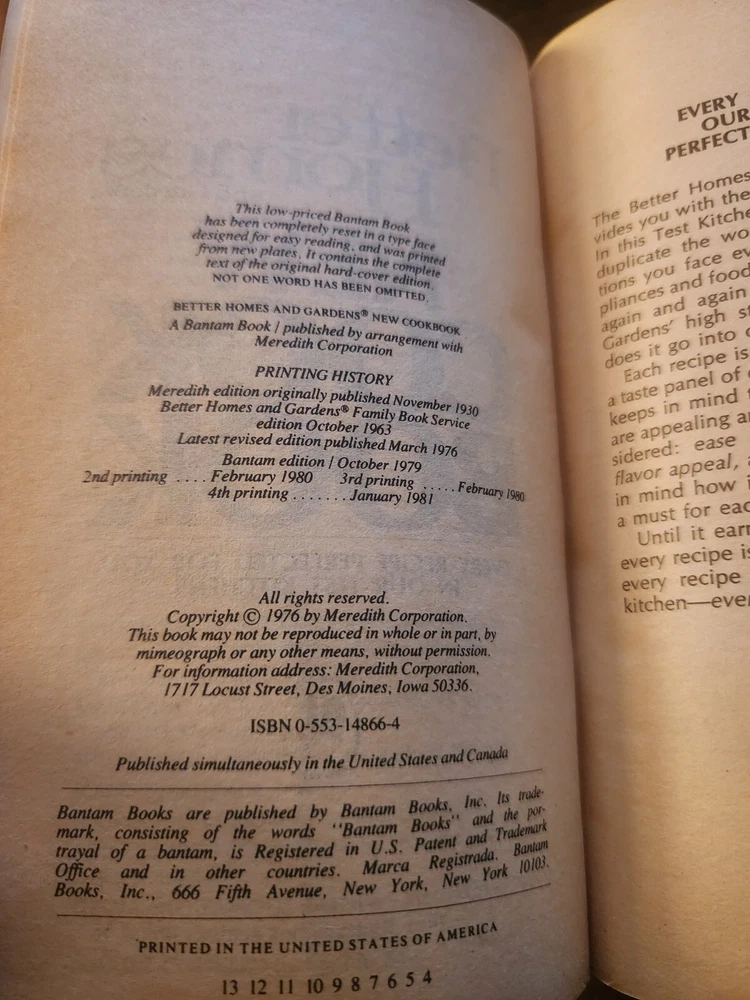 This low-priced Bantam Book
has been completely reset in a type face
designed for easy reading, and was printed
from new plates. It contains the complete
text of the original hard-cover edition.
NOT ONE WORD HAS BEEN OMITTED.
BETTER HOMES AND GARDENS® NEW COOKBOOK
A Bantam Book / published by arrangement with
Meredith Corporation
PRINTING HISTORY
Meredith edition originally published November 1930
Better Homes and Gardens® Family Book Service
edition October 1963
Latest revised edition published March 1976
Bantam edition / October 1979
2nd printing .... February 1980 3rd printing ..... February 1980
4th printing ....... January 1981
All rights reserved.
Copyright © 1976 by Meredith Corporation.
This book may not be reproduced in whole or in part, by
mimeograph or any other means, without permission.
For information address: Meredith Corporation,
1717 Locust Street, Des Moines, Iowa 50336.
ISBN 0-553-14866-4
Published simultaneously in the United States and Canada
Bantam Books are published by Bantam Books, Inc. Its trade-
mark, consisting of the words "Bantam Books" and the por-
trayal of a bantam, is Registered in U.S. Patent and Trademark
Office and in other countries. Marca Registrada. Bantam
Books, Inc., 666 Fifth Avenue, New York, New York 10103.
PRINTED IN THE UNITED STATES OF AMERICA
13 12 11 10 9 8 7 6 5 4
EVERY
OUR
PERFECT
The Better Homes
vides you with the
In this Test Kitche
duplicate the wo
tions you face ev
pliances and food
again and again
Gardens' high st
does it go into
Each recipe is
a taste panel of
keeps in mind
are appealing a
sidered: ease
flavor appeal,
in mind how i
a must for eac
Until it earr
every recipe is
every recipe
kitchen—ever